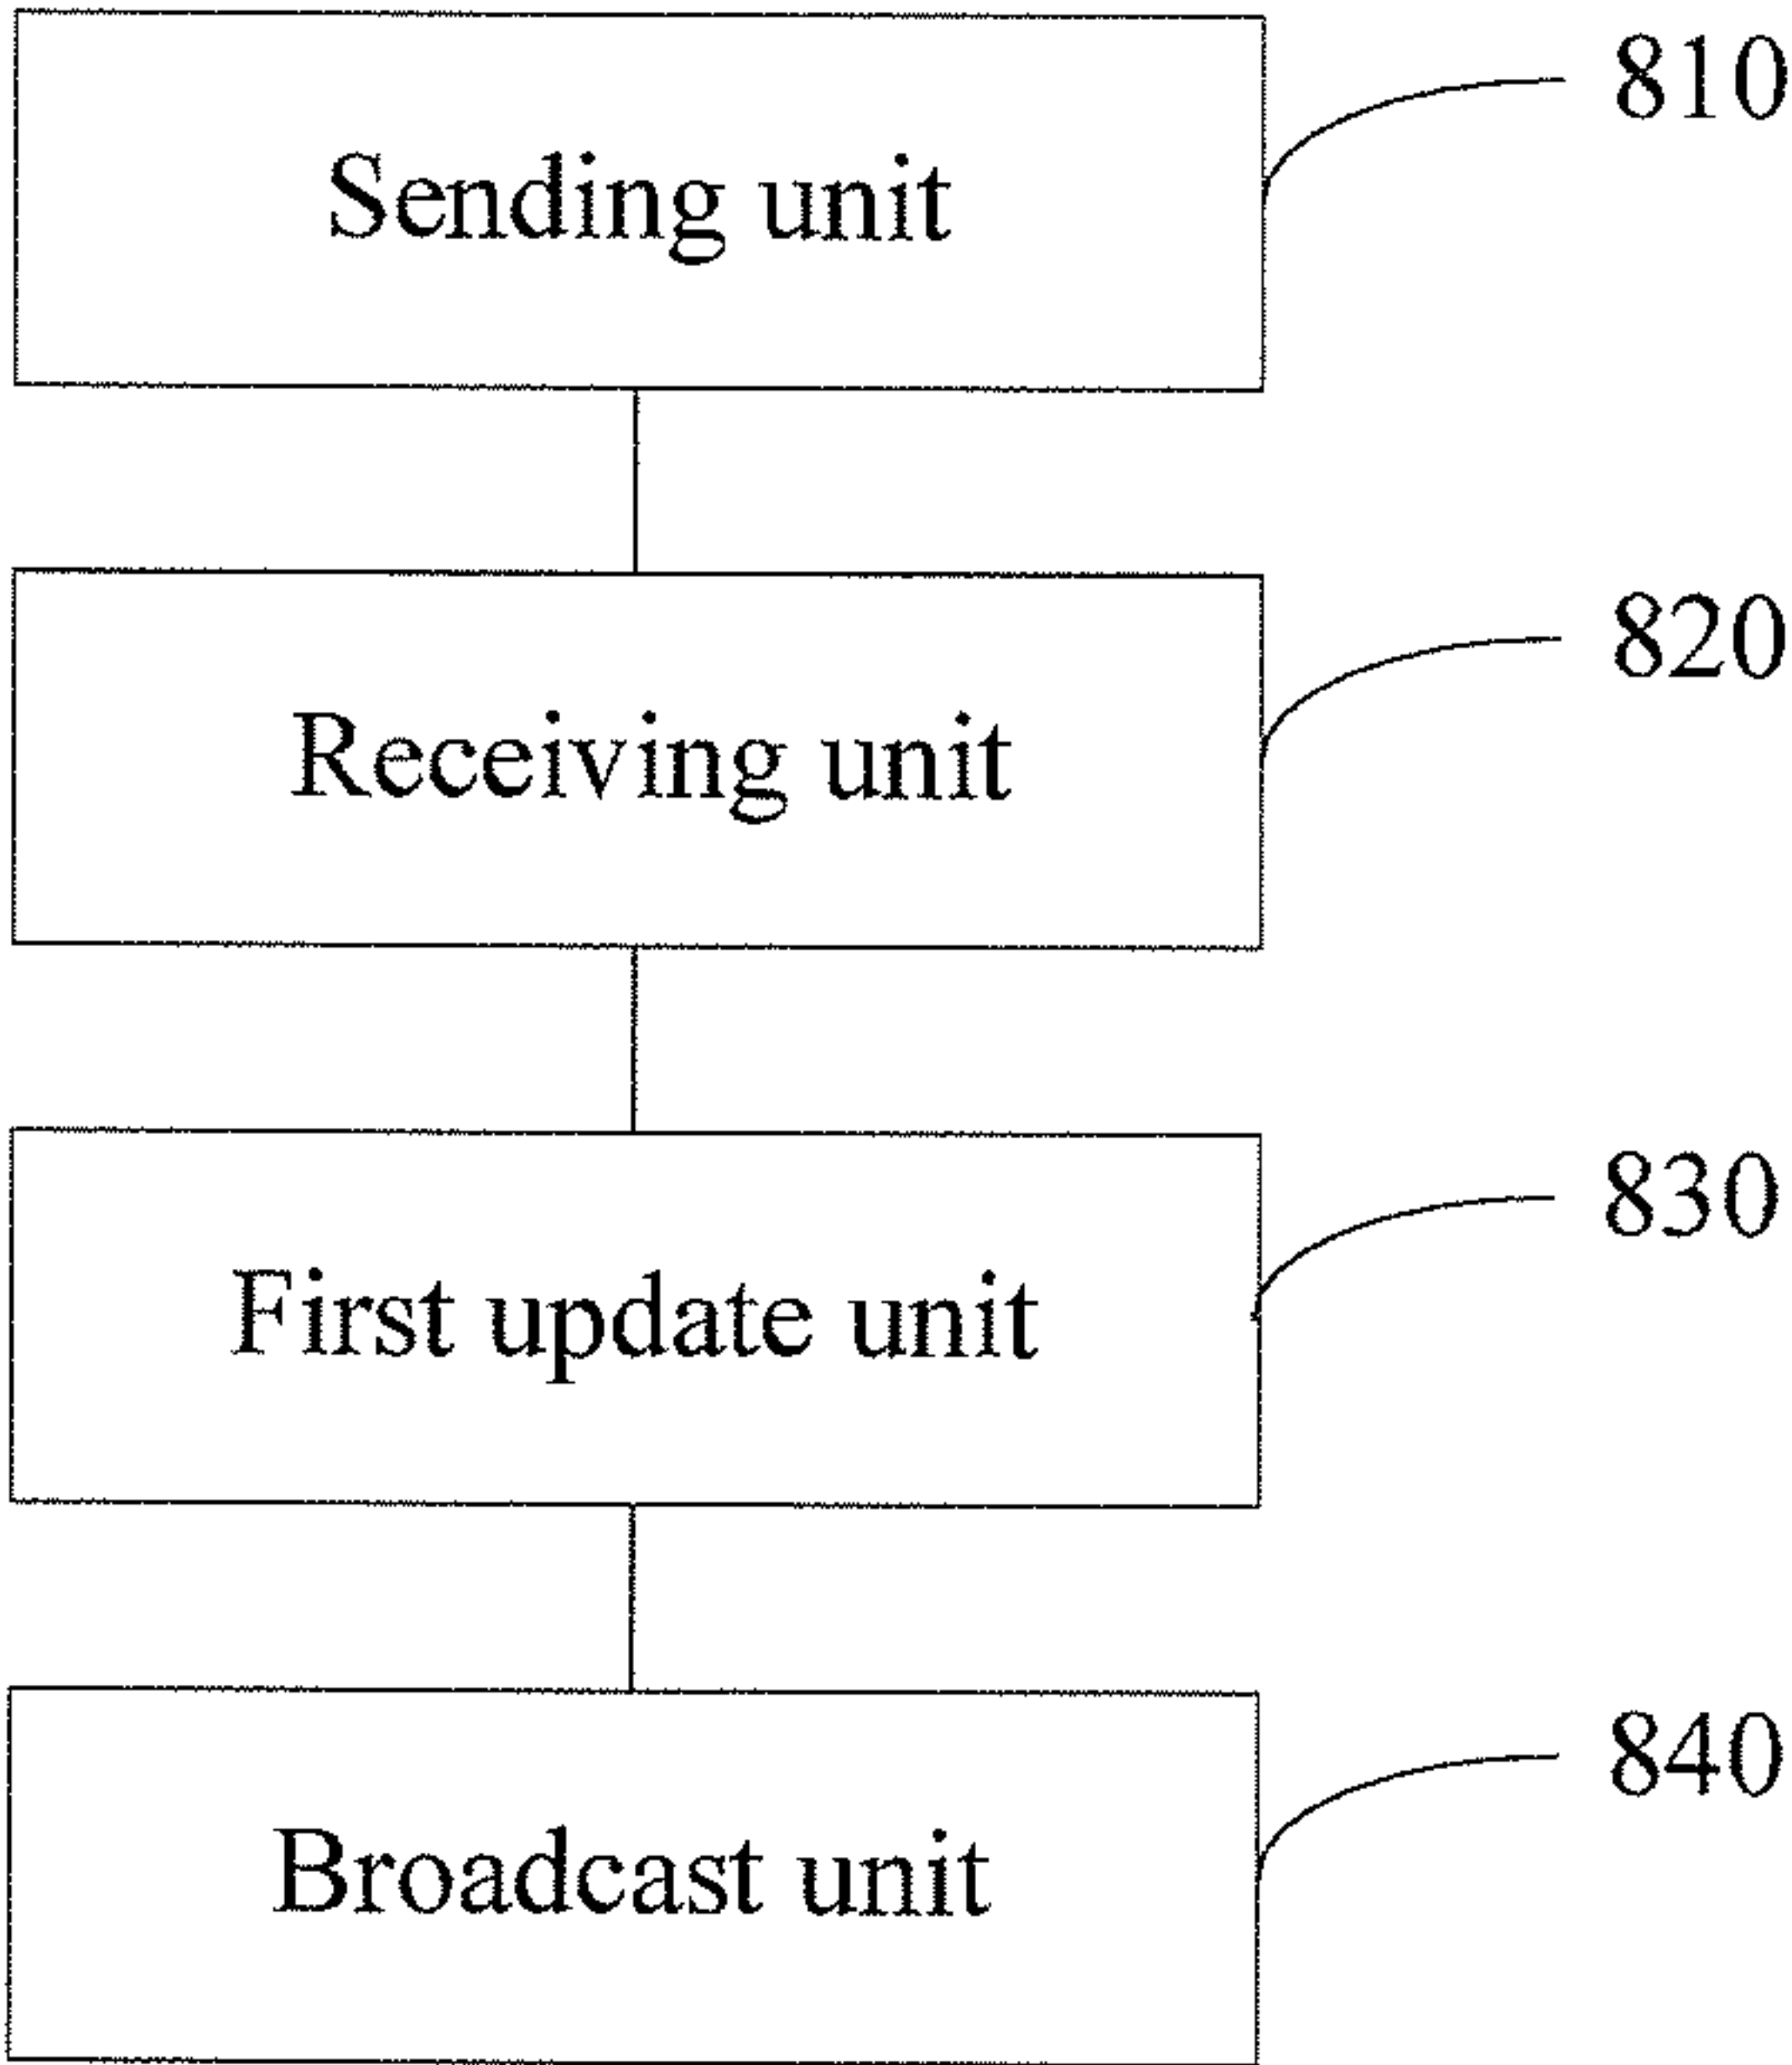 810
Sending unit
820
Receiving unit
830
First update unit
840
Broadcast unit